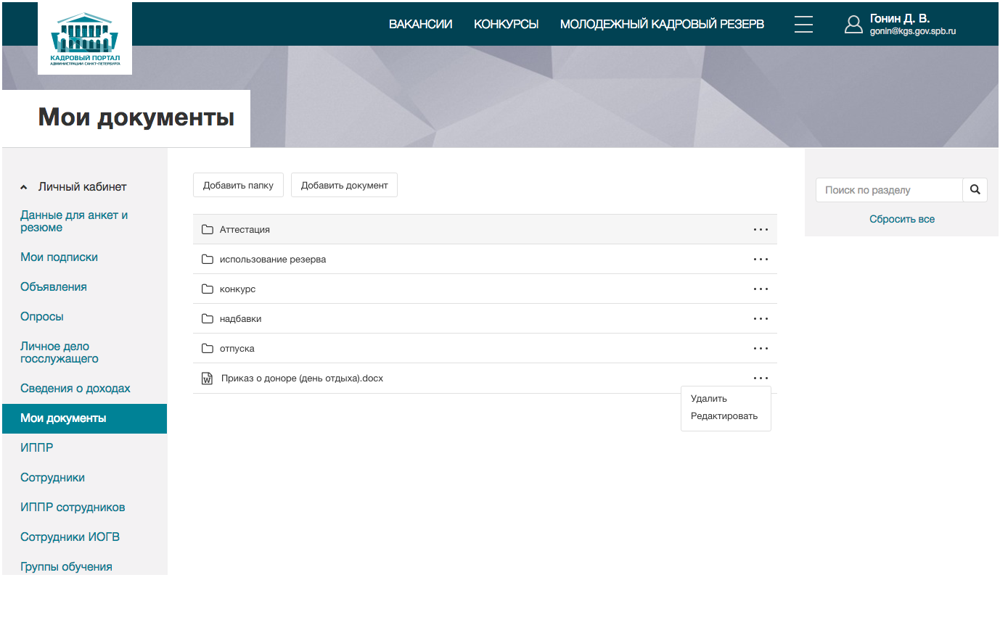 КАДРОВЫЙ ПОРТАЛ
АДМИНИСТРАЦИИ САНКТ-ПЕТЕРБУРГА
ВАКАНСИИ
КОНКУРСЫ
МОЛОДЕЖНЫЙ КАДРОВЫЙ РЕЗЕРВ
Гонин Д. В.
gonin@kgs.gov.spb.ru
Мои документы
Личный кабинет
Данные для анкет и
резюме
Мои подписки
Объявления
Опросы
Личное дело
госслужащего
Сведения о доходах
Мои документы
ИППР
Сотрудники
ИППР сотрудников
Сотрудники ИОГВ
Группы обучения
Добавить папку
Добавить документ
Аттестация
использование резерва
конкурс
надбавки
отпуска
Приказ о доноре (день отдыха).docx
Удалить
Редактировать
Поиск по разделу
Сбросить все